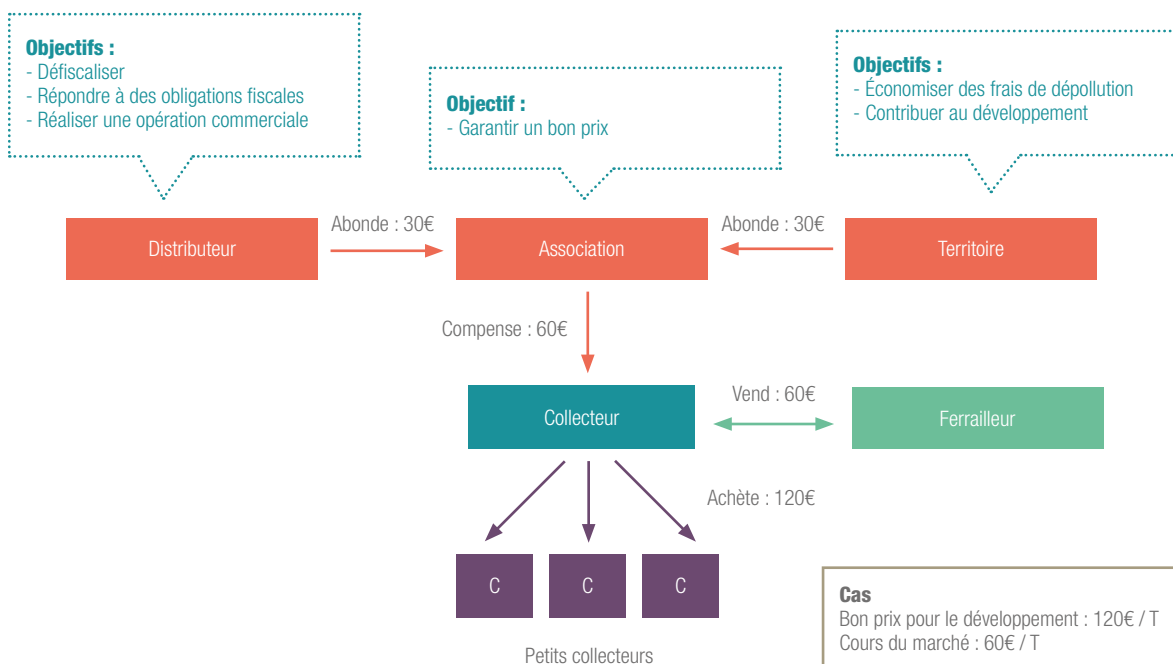 Objectifs :
- Défiscaliser
- Répondre à des obligations fiscales
- Réaliser une opération commerciale
Objectif :
- Garantir un bon prix
Objectifs :
- Économiser des frais de dépollution
- Contribuer au développement
Distributeur
Abonde : 30€
Association
Abonde : 30€
Territoire
Compense : 60€
Collecteur
Vend : 60€
Ferrailleur
Achète : 120€
C
C
C
Petits collecteurs
Cas
Bon prix pour le développement : 120€ / T
Cours du marché : 60€ / T